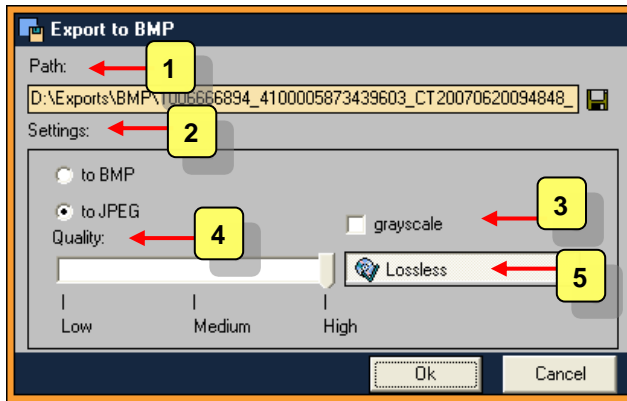 Export to BMP
Path:
1
D:\Exports\BMP\1006666894_4100005873439603_CT20070620094848_
Settings:
2
to BMP
to JPEG
3
grayscale
Quality:
4
Lossless
5
Low Medium High
Ok Cancel